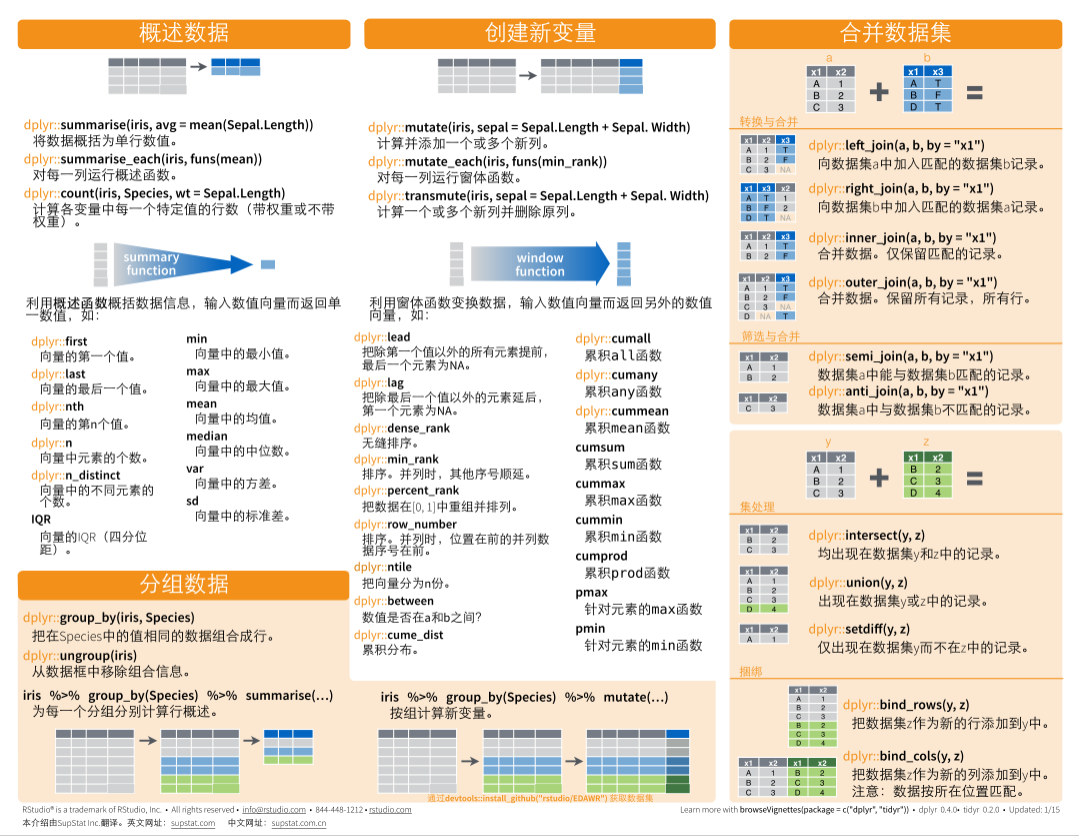 概述数据
dplyr::summarise(iris, avg = mean(Sepal.Length))
将数据概括为单行数值。
dplyr::summarise_each(iris, funs(mean))
对每一列运行概述函数。
dplyr::count(iris, Species, wt = Sepal.Length)
计算各变量中每一个特定值的行数（带权重或不带
权重）。
summary
function
利用概述函数概括数据信息，输入数值向量而返回单
一数值，如：
dplyr::first
向量的第一个值。
dplyr::last
向量的最后一个值。
dplyr::nth
向量的第n个值。
dplyr::n
向量中元素的个数。
dplyr::n_distinct
向量中的不同元素的
个数。
IQR
向量的IQR（四分位
距）。
min
向量中的最小值。
max
向量中的最大值。
mean
向量中的均值。
median
向量中的中位数。
var
向量中的方差。
sd
向量中的标准差。
分组数据
dplyr::group_by(iris, Species)
把在Species中的值相同的数据组合成行。
dplyr::ungroup(iris)
从数据框中移除组合信息。
iris %>% group_by(Species) %>% summarise(…)
为每一个分组分别计算行概述。
创建新变量
dplyr::mutate(iris, sepal = Sepal.Length + Sepal. Width)
计算并添加一个或多个新列。
dplyr::mutate_each(iris, funs(min_rank))
对每一列运行窗体函数。
dplyr::transmute(iris, sepal = Sepal.Length + Sepal. Width)
计算一个或多个新列并删除原列。
window
function
利用窗体函数变换数据，输入数值向量而返回另外的数值
向量，如：
dplyr::lead
把除第一个值以外的所有元素提前，
最后一个元素为NA。
dplyr::lag
把除最后一个值以外的元素延后，
第一个元素为NA。
dplyr::dense_rank
无缝排序。
dplyr::min_rank
排序。并列时，其他序号顺延。
dplyr::percent_rank
把数据在[0, 1]中重组并排列。
dplyr::row_number
排序。并列时，位置在前的并列数
据序号在前。
dplyr::ntile
把向量分为n份。
dplyr::between
数值是否在a和b之间？
dplyr::cume_dist
累积分布。
dplyr::cumall
累积all函数
dplyr::cumany
累积any函数
dplyr::cummean
累积mean函数
cumsum
累积sum函数
cummax
累积max函数
cummin
累积min函数
cumprod
累积prod函数
pmax
针对元素的max函数
pmin
针对元素的min函数
iris %>% group_by(Species) %>% mutate(…)
按组计算新变量。
通过devtools::install_github("rstudio/EDAWR") 获取数据集
合并数据集
a b
x1 x2 x1 x3
A 1 A T
B 2 + B F =
C 3 D T
转换与合并
x1 x2 x3
A 1 T
B 2 F
C 3 NA
dplyr::left_join(a, b, by = "x1")
向数据集a中加入匹配的数据集b记录。
x1 x3 x2
A T 1
B F 2
D T NA
dplyr::right_join(a, b, by = "x1")
向数据集b中加入匹配的数据集a记录。
x1 x2 x3
A 1 T
B 2 F
dplyr::inner_join(a, b, by = "x1")
合并数据。仅保留匹配的记录。
x1 x2 x3
A 1 T
B 2 F
C 3 NA
D NA T
dplyr::outer_join(a, b, by = "x1")
合并数据。保留所有记录，所有行。
筛选与合并
x1 x2
A 1
B 2
dplyr::semi_join(a, b, by = "x1")
数据集a中能与数据集b匹配的记录。
x1 x2
C 3
dplyr::anti_join(a, b, by = "x1")
数据集a中与数据集b不匹配的记录。
y z
x1 x2 x1 x2
A 1 B 2
B 2 + C 3 =
C 3 D 4
集处理
x1 x2
B 2
C 3
dplyr::intersect(y, z)
均出现在数据集y和z中的记录。
x1 x2
A 1
B 2
C 3
D 4
dplyr::union(y, z)
出现在数据集y或z中的记录。
x1 x2
A 1
dplyr::setdiff(y, z)
仅出现在数据集y而不在z中的记录。
捆绑
x1 x2
A 1
B 2
C 3
B 2
C 3
D 4
dplyr::bind_rows(y, z)
把数据集z作为新的行添加到y中。
x1 x2 x1 x2
A 1 B 2
B 2 C 3
C 3 D 4
dplyr::bind_cols(y, z)
把数据集z作为新的列添加到y中。
注意：数据按所在位置匹配。
RStudio® is a trademark of RStudio, Inc. • All rights reserved • info@rstudio.com • 844-448-1212 • rstudio.com
本介绍由SupStat Inc.翻译。英文网址：supstat.com 中文网址：supstat.com.cn
Learn more with browseVignettes(package = c("dplyr", "tidyr")) • dplyr 0.4.0• tidyr 0.2.0 • Updated: 1/15